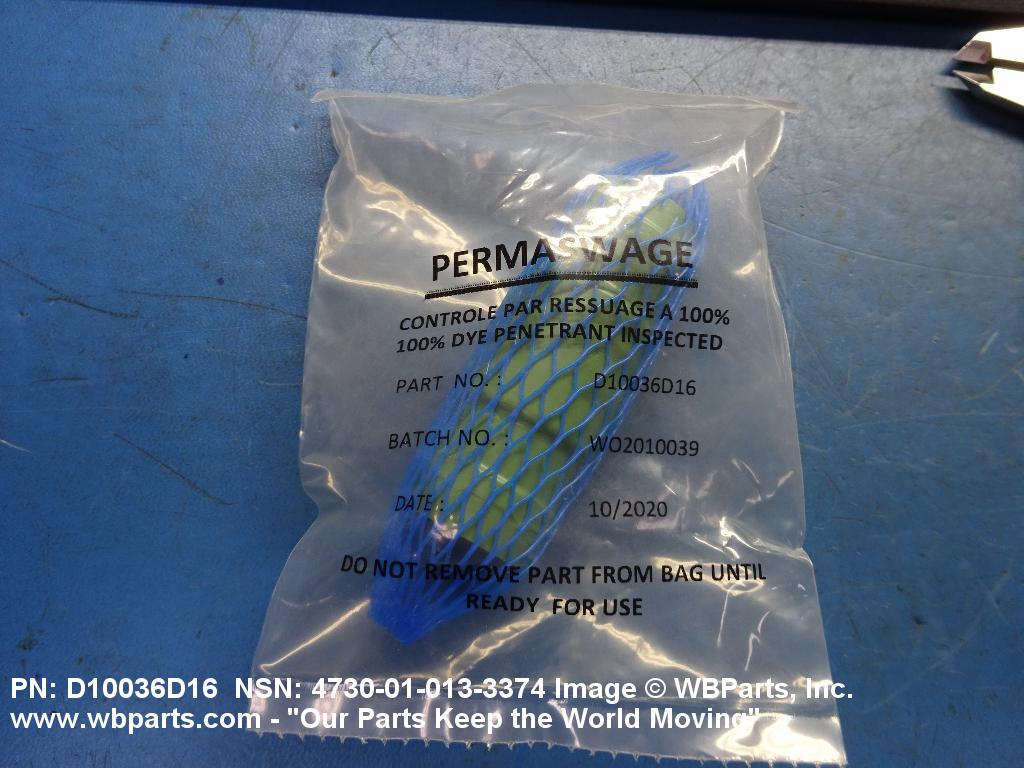 PERMASWAGE
CONTROLE PAR RESSUAGE A 100%
100% DYE PENETRANT INSPECTED
PART NO. : D10036D16
BATCH NO. : WO2010039
DATE : 10/2020
DO NOT REMOVE PART FROM BAG UNTIL
READY FOR USE
PN: D10036D16 NSN: 4730-01-013-3374 Image © WBParts, Inc.
www.wbparts.com - "Our Parts Keep the World Moving"